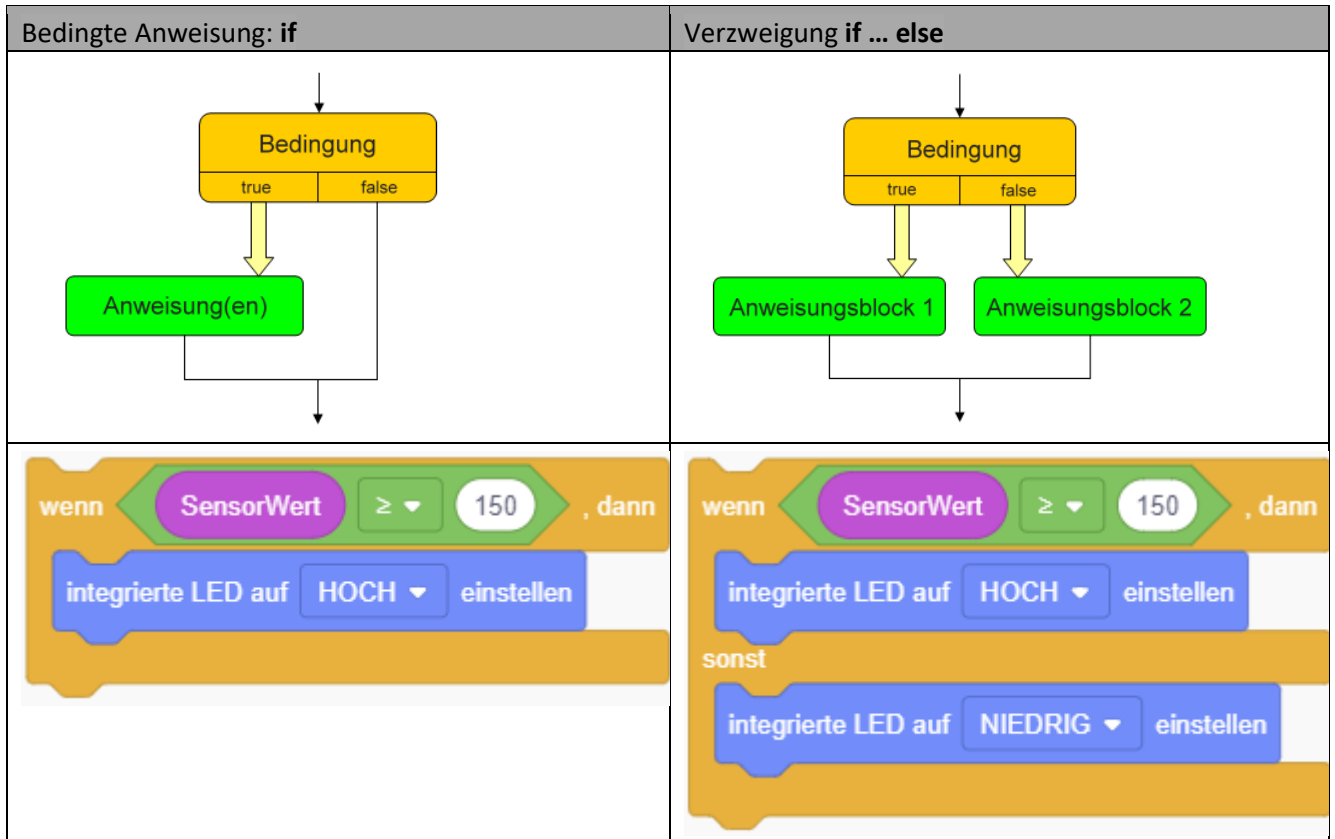 Bedingte Anweisung: if
Verzweigung if … else
Bedingung
true false
Anweisung(en)
Bedingung
true false
Anweisungsblock 1 Anweisungsblock 2
wenn SensorWert ≥ 150 , dann
integrierte LED auf HOCH einstellen
wenn SensorWert ≥ 150 , dann
integrierte LED auf HOCH einstellen
sonst
integrierte LED auf NIEDRIG einstellen